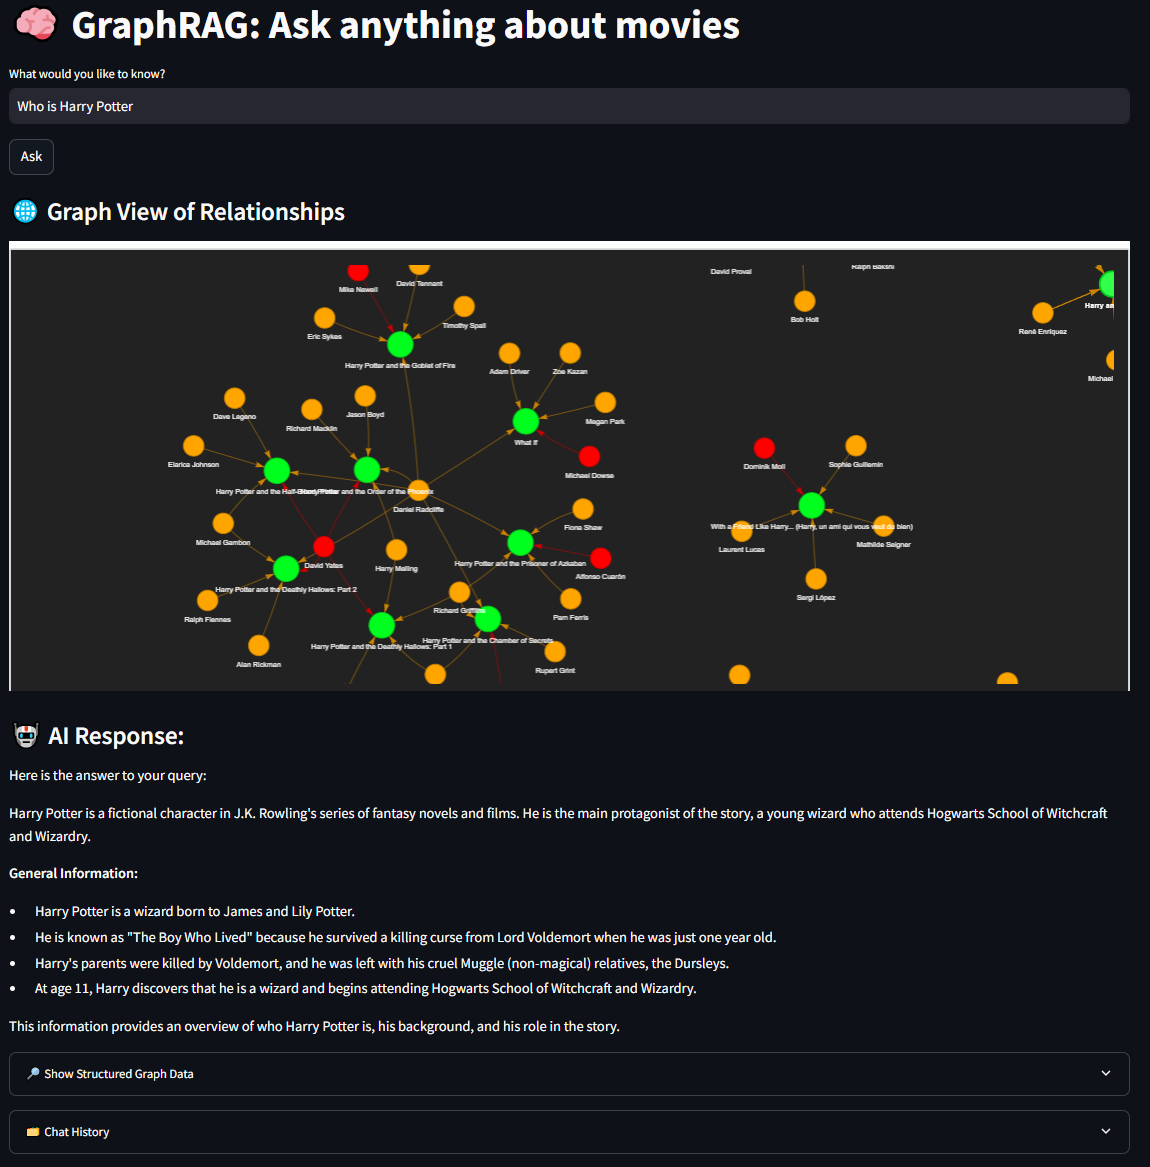 GraphRAG: Ask anything about movies
What would you like to know?
Who is Harry Potter
Ask
Graph View of Relationships
David Proval
Ralph Bakshi
Mike Newell
David Tennant
Bob Holt
Harry an
Eric Sykes
Timothy Spall
René Enriquez
Harry Potter and the Goblet of Fire
Adam Driver
Zoe Kazan
Michael
Dave Legeno
Richard Macklin
Jason Boyd
Megan Park
What If
Elarica Johnson
Michael Dowse
Dominik Moll
Sophie Guillemin
Harry Potter and the Half-Blood Prince
Harry Potter and the Order of the Phoenix
Daniel Radcliffe
Fiona Shaw
With a Friend Like Harry... (Harry, un ami qui vous veut du bien)
Michael Gambon
David Yates
Harry Melling
Harry Potter and the Prisoner of Azkaban
Alfonso Cuarón
Laurent Lucas
Mathilde Seigner
Harry Potter and the Deathly Hallows: Part 2
Sergi López
Ralph Fiennes
Richard Griffiths
Pam Ferris
Harry Potter and the Deathly Hallows: Part 1
Harry Potter and the Chamber of Secrets
Alan Rickman
Rupert Grint
AI Response:
Here is the answer to your query:
Harry Potter is a fictional character in J.K. Rowling's series of fantasy novels and films. He is the main protagonist of the story, a young wizard who attends Hogwarts School of Witchcraft
and Wizardry.
General Information:
• Harry Potter is a wizard born to James and Lily Potter.
• He is known as "The Boy Who Lived" because he survived a killing curse from Lord Voldemort when he was just one year old.
• Harry's parents were killed by Voldemort, and he was left with his cruel Muggle (non-magical) relatives, the Dursleys.
• At age 11, Harry discovers that he is a wizard and begins attending Hogwarts School of Witchcraft and Wizardry.
This information provides an overview of who Harry Potter is, his background, and his role in the story.
Show Structured Graph Data
Chat History